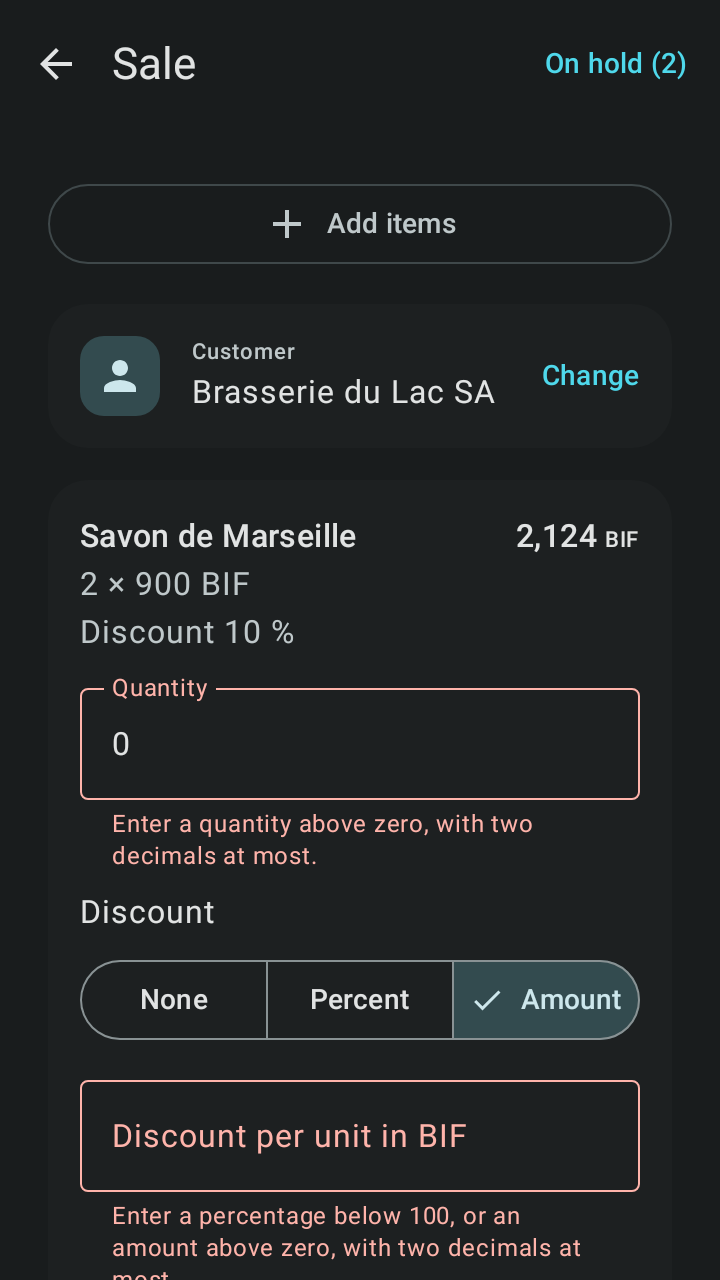 Sale
On hold (2)
Add items
Customer
Brasserie du Lac SA
Change
Savon de Marseille
2,124 BIF
2 × 900 BIF
Discount 10 %
Quantity
0
Enter a quantity above zero, with two
decimals at most.
Discount
None
Percent
Amount
Discount per unit in BIF
Enter a percentage below 100, or an
amount above zero, with two decimals at
most.